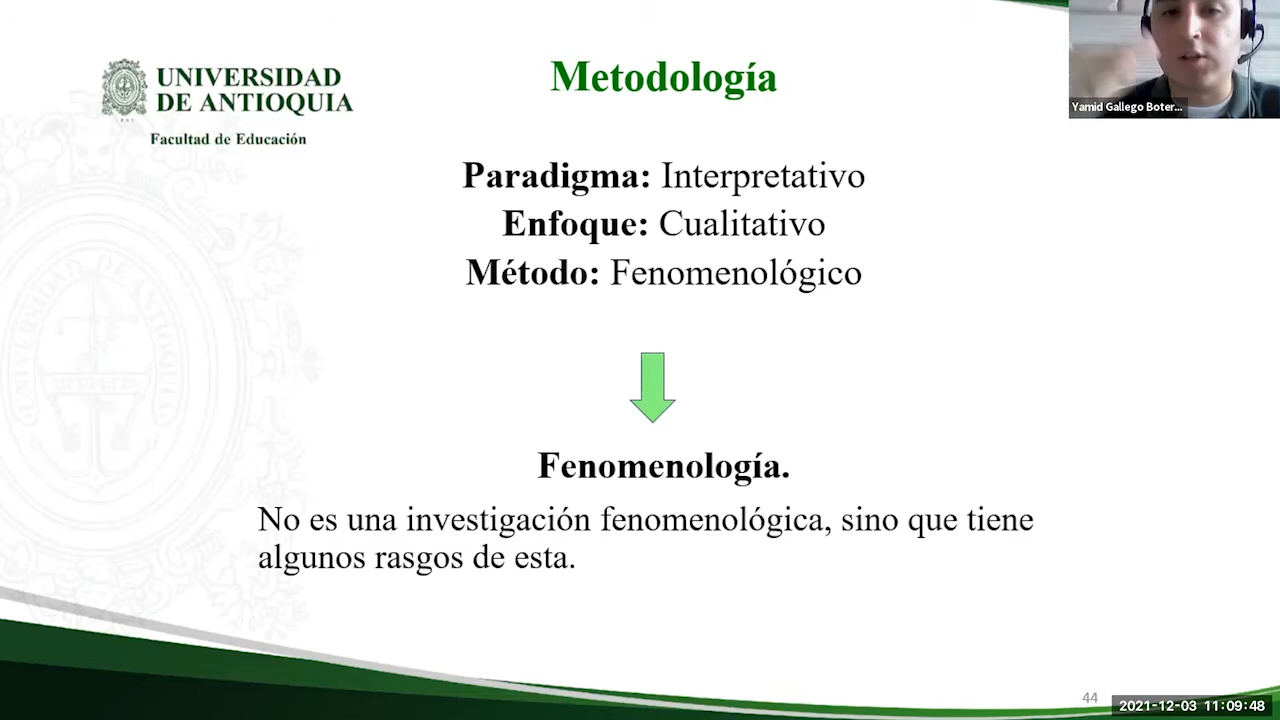 UNIVERSIDAD
DE ANTIOQUIA
Facultad de Educación
Metodología
Yamid Gallego Boter...
Paradigma: Interpretativo
Enfoque: Cualitativo
Método: Fenomenológico
Fenomenología.
No es una investigación fenomenológica, sino que tiene
algunos rasgos de esta.
44
2021-12-03 11:09:48